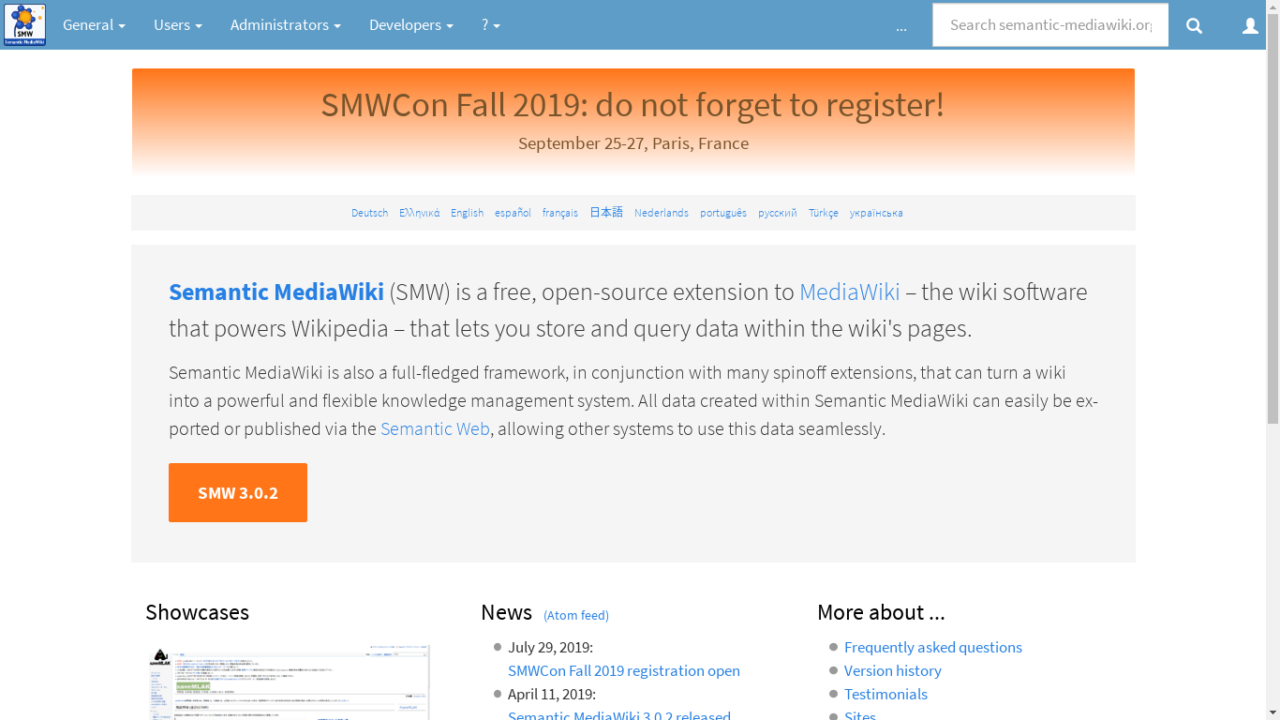 SMW
Semantic MediaWiki
General Users Administrators Developers ? ... Search semantic-mediawiki.org
SMWCon Fall 2019: do not forget to register!
September 25-27, Paris, France
Deutsch Ελληνικά English español français 日本語 Nederlands português русский Türkçe українська
Semantic MediaWiki (SMW) is a free, open-source extension to MediaWiki – the wiki software
that powers Wikipedia – that lets you store and query data within the wiki's pages.
Semantic MediaWiki is also a full-fledged framework, in conjunction with many spinoff extensions, that can turn a wiki
into a powerful and flexible knowledge management system. All data created within Semantic MediaWiki can easily be ex-
ported or published via the Semantic Web, allowing other systems to use this data seamlessly.
SMW 3.0.2
Showcases
News (Atom feed)
July 29, 2019:
SMWCon Fall 2019 registration open
April 11, 2019:
Semantic MediaWiki 3.0.2 released
More about ...
Frequently asked questions
Version history
Testimonials
Sites